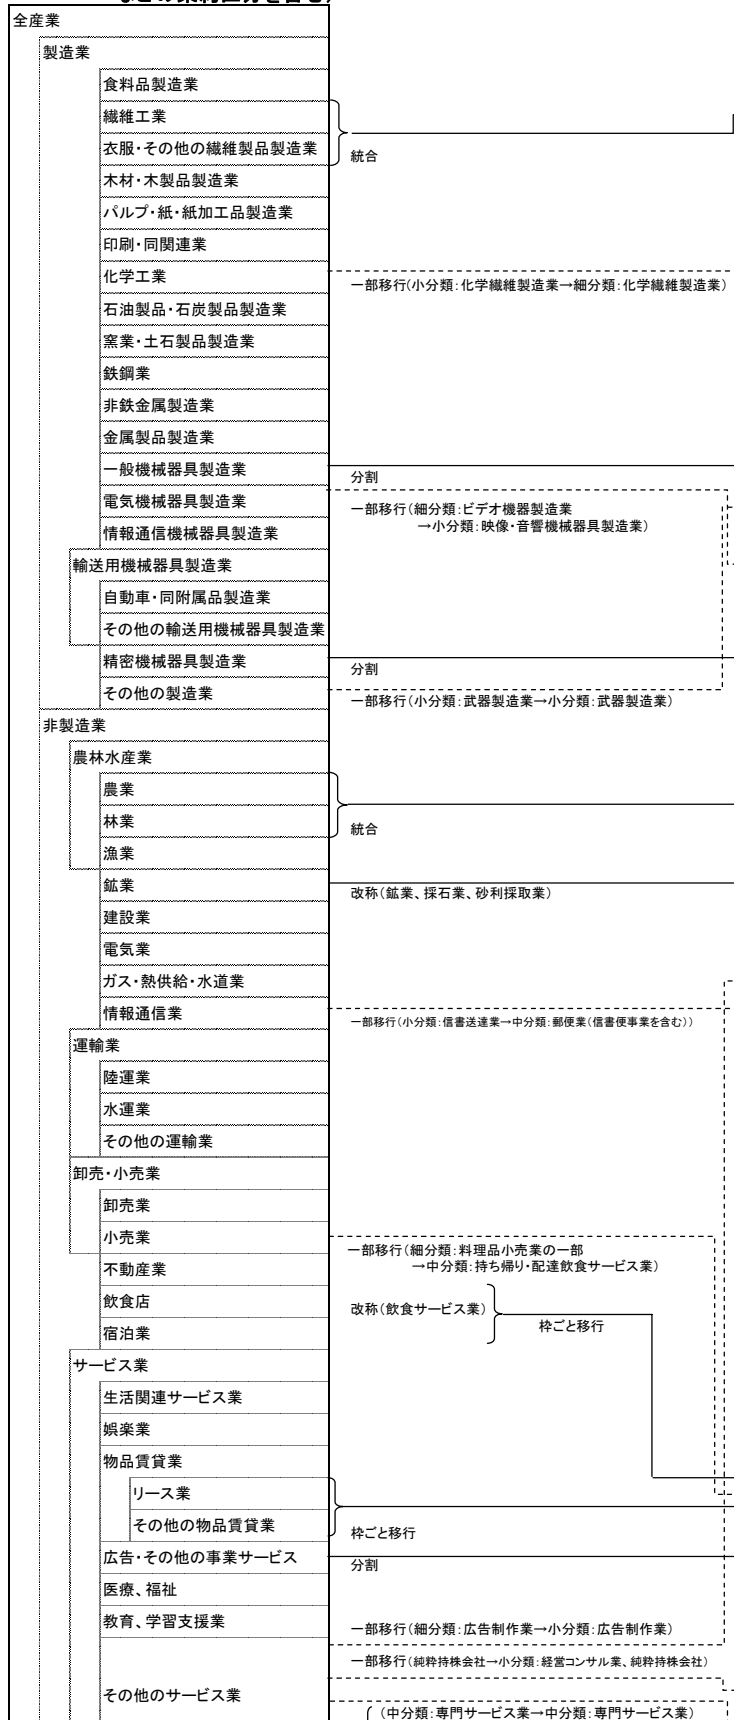 全産業
製造業
食料品製造業
繊維工業
衣服・その他の繊維製品製造業
統合
木材・木製品製造業
パルプ・紙・紙加工品製造業
印刷・同関連業
化学工業
一部移行(小分類:化学繊維製造業→細分類:化学繊維製造業)
石油製品・石炭製品製造業
窯業・土石製品製造業
鉄鋼業
非鉄金属製造業
金属製品製造業
一般機械器具製造業
分割
電気機械器具製造業
一部移行(細分類:ビデオ機器製造業
→小分類:映像・音響機械器具製造業)
情報通信機械器具製造業
輸送用機械器具製造業
自動車・同附属品製造業
その他の輸送用機械器具製造業
精密機械器具製造業
分割
その他の製造業
一部移行(小分類:武器製造業→小分類:武器製造業)
非製造業
農林水産業
農業
林業
統合
漁業
鉱業
改称(鉱業、採石業、砂利採取業)
建設業
電気業
ガス・熱供給・水道業
情報通信業
一部移行(小分類:信書送達業→中分類:郵便業(信書便事業を含む))
運輸業
陸運業
水運業
その他の運輸業
卸売・小売業
卸売業
小売業
一部移行(細分類:料理品小売業の一部
→中分類:持ち帰り・配達飲食サービス業)
不動産業
飲食店
改称(飲食サービス業)
枠ごと移行
宿泊業
サービス業
生活関連サービス業
娯楽業
物品賃貸業
リース業
その他の物品賃貸業
枠ごと移行
広告・その他の事業サービス
分割
医療、福祉
教育、学習支援業
一部移行(細分類:広告制作業→小分類:広告制作業)
一部移行(純粋持株会社→小分類:経営コンサル業、純粋持株会社)
その他のサービス業
(中分類:専門サービス業→中分類:専門サービス業)